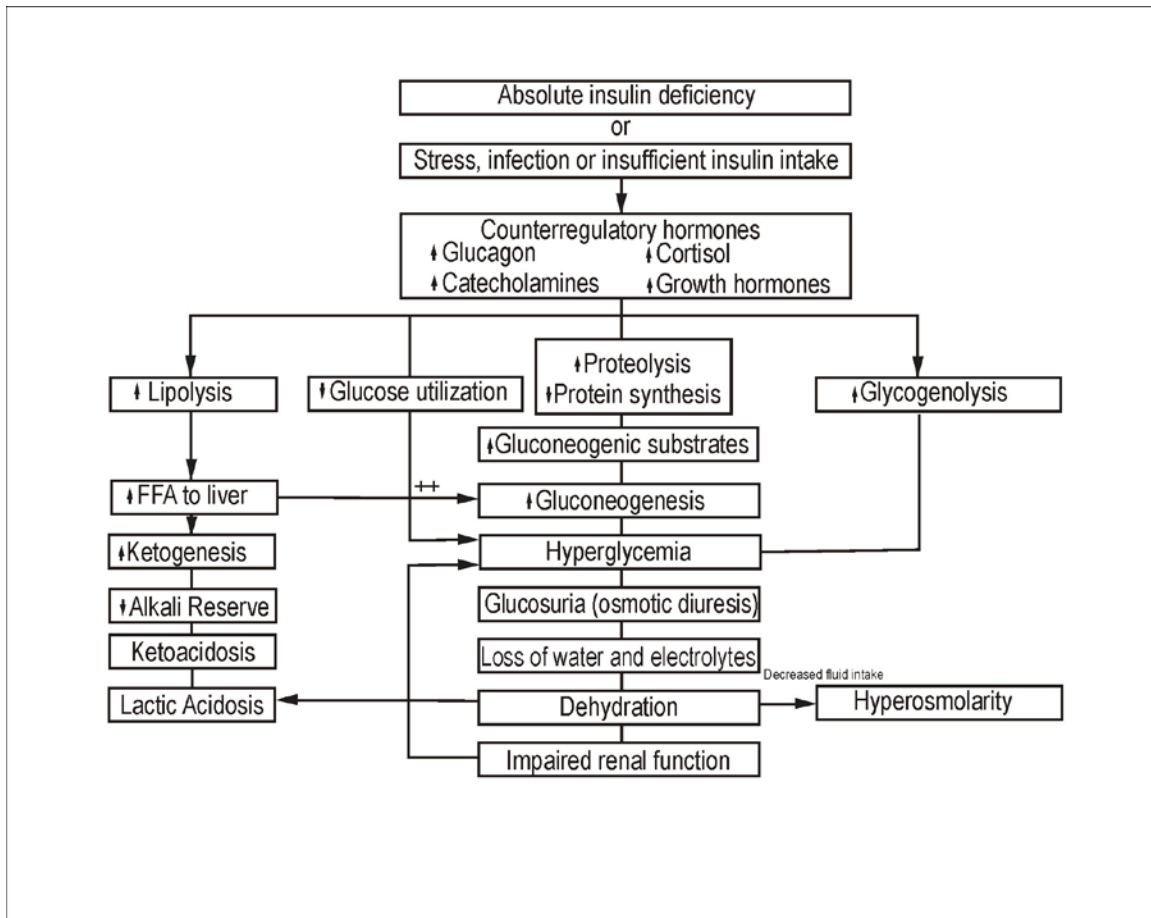 Absolute insulin deficiency
or
Stress, infection or insufficient insulin intake
Counterregulatory hormones
↑Glucagon ↑Cortisol
↑Catecholamines ↑Growth hormones
↑Lipolysis
↓Glucose utilization
↑Proteolysis
↓Protein synthesis
↑Glycogenolysis
↑Gluconeogenic substrates
↑FFA to liver
++
↑Gluconeogenesis
↑Ketogenesis
Hyperglycemia
↓Alkali Reserve
Glucosuria (osmotic diuresis)
Ketoacidosis
Loss of water and electrolytes
Decreased fluid intake
Lactic Acidosis
Dehydration
Hyperosmolarity
Impaired renal function